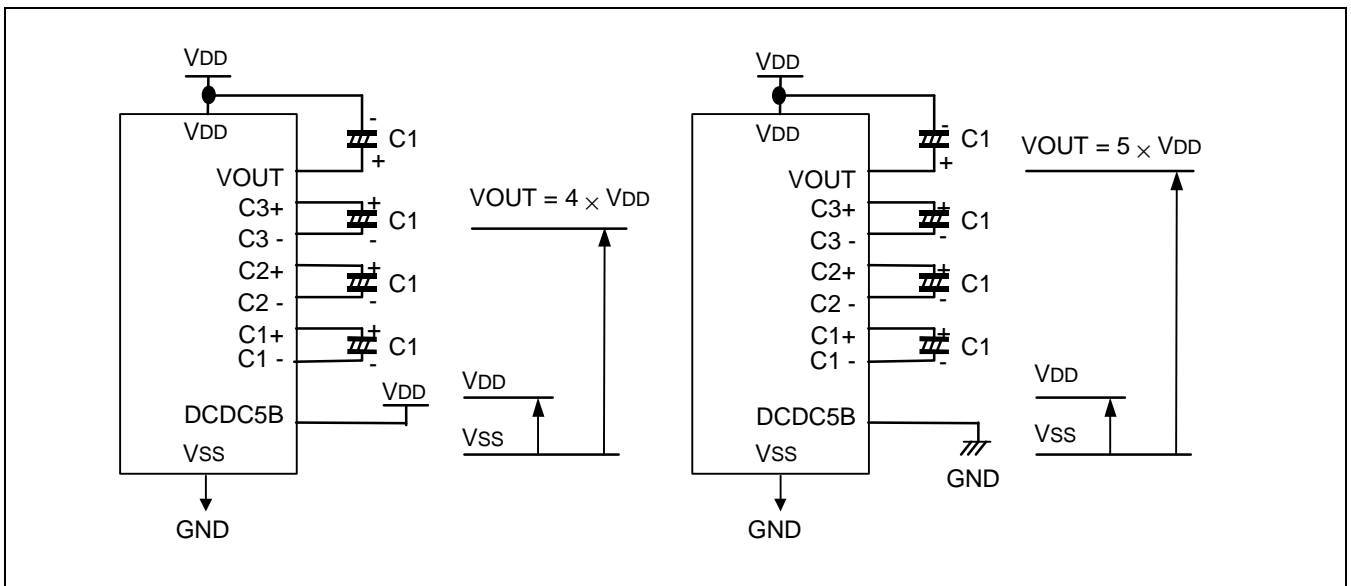 VDD
VDD
-
C1
+
VOUT
C3+
+
C1
C3 -
-
C2+
+
C1
C2 -
-
C1+
+
C1
C1 -
-
VDD
DCDC5B
VSS
GND
VOUT = 4 × VDD
VDD
VSS
VDD
VDD
-
C1
+
VOUT
C3+
+
C1
C3 -
-
C2+
+
C1
C2 -
-
C1+
+
C1
C1 -
-
DCDC5B
GND
VSS
GND
VOUT = 5 × VDD
VDD
VSS